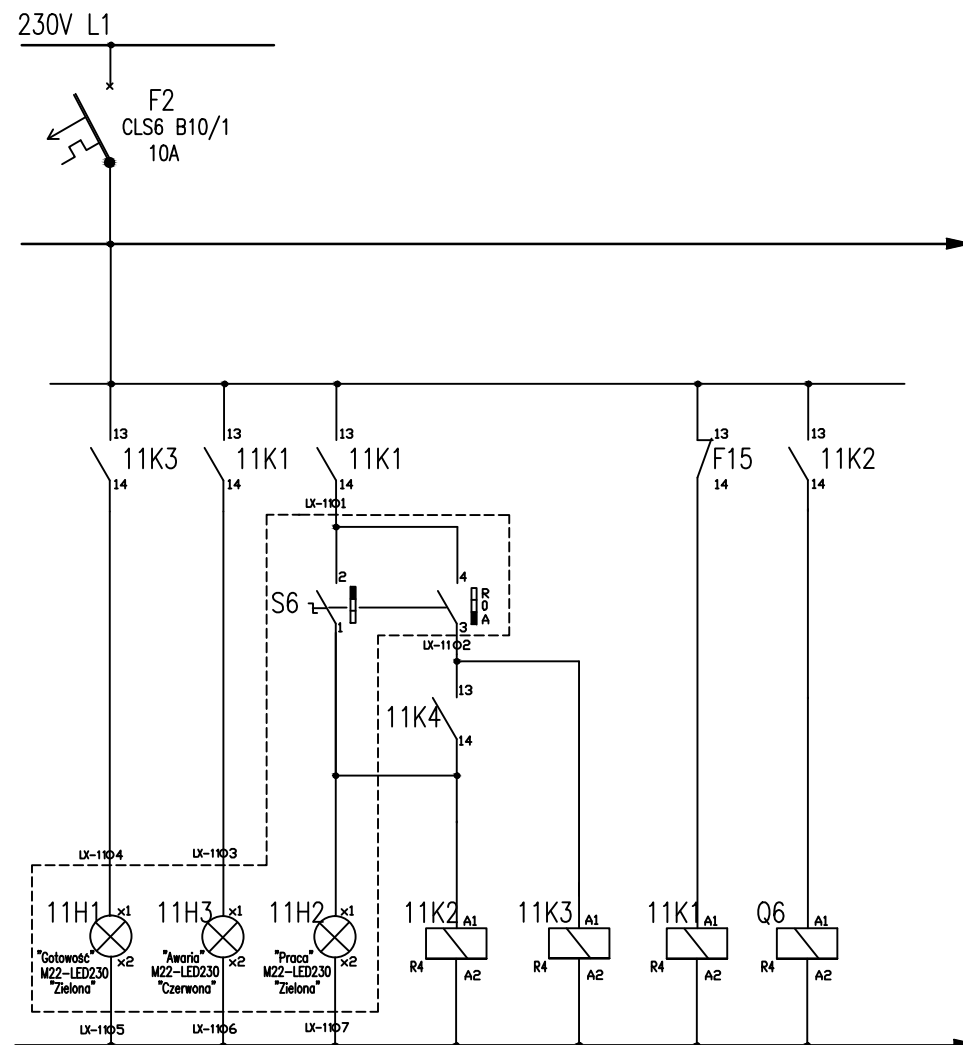 230V L1
F2
CLS6 B10/1
10A
13 13 13 13 13
11K3 11K1 11K1 F15 11K2
14 14 14 14 14
LX-1101
2 4
S6
R
0
A
1 3
LX-1102
13
11K4
14
LX-1104 LX-1103
11H1 x1 11H3 x1 11H2 x1 11K2 A1 11K3 A1 11K1 A1 Q6 A1
"Gotowość" "Awaria" "Praca"
M22-LED230 M22-LED230 M22-LED230
"Zielona" "Czerwona" "Zielona"
x2 x2 x2
R4 A2 R4 A2 R4 A2 R4 A2
LX-1105 LX-1106 LX-1107